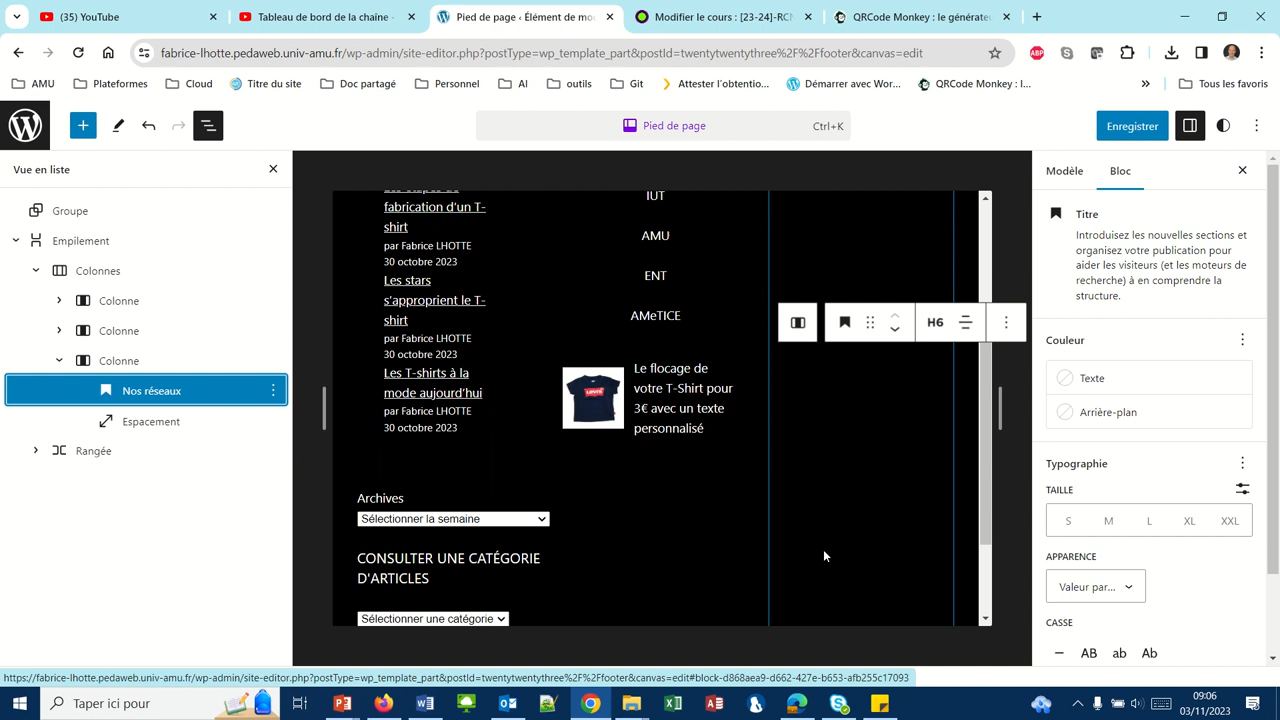 (35) YouTube
Tableau de bord de la chaîne -
Pied de page ‹ Élément de mo
Modifier le cours : [23-24]-RCM
QRCode Monkey : le générateu
fabrice-lhotte.pedaweb.univ-amu.fr/wp-admin/site-editor.php?postType=wp_template_part&postId=twentytwentythree%2F%2Ffooter&canvas=edit
AMU
Plateformes
Cloud
Titre du site
Doc partagé
Personnel
AI
outils
Git
Attester l'obtention...
Démarrer avec Wor...
QRCode Monkey : l...
»
Tous les favoris
Pied de page
Ctrl+K
Enregistrer
Vue en liste
Groupe
Empilement
Colonnes
Colonne
Colonne
Colonne
Nos réseaux
Espacement
Rangée
Les étapes de
fabrication d'un T-
shirt
par Fabrice LHOTTE
30 octobre 2023
Les stars
s'approprient le T-
shirt
par Fabrice LHOTTE
30 octobre 2023
Les T-shirts à la
mode aujourd'hui
par Fabrice LHOTTE
30 octobre 2023
Archives
Sélectionner la semaine
CONSULTER UNE CATÉGORIE
D'ARTICLES
Sélectionner une catégorie
IUT
AMU
ENT
AMeTICE
Le flocage de
votre T-Shirt pour
3€ avec un texte
personnalisé
H6
Modèle
Bloc
Titre
Introduisez les nouvelles sections et
organisez votre publication pour
aider les visiteurs (et les moteurs de
recherche) à en comprendre la
structure.
Couleur
Texte
Arrière-plan
Typographie
TAILLE
S M L XL XXL
APPARENCE
Valeur par...
CASSE
— AB ab Ab
https://fabrice-lhotte.pedaweb.univ-amu.fr/wp-admin/site-editor.php?postType=wp_template_part&postId=twentytwentythree%2F%2Ffooter&canvas=edit#block-d868aea9-d662-427e-b653-afb255c17093
Taper ici pour
09:06
03/11/2023